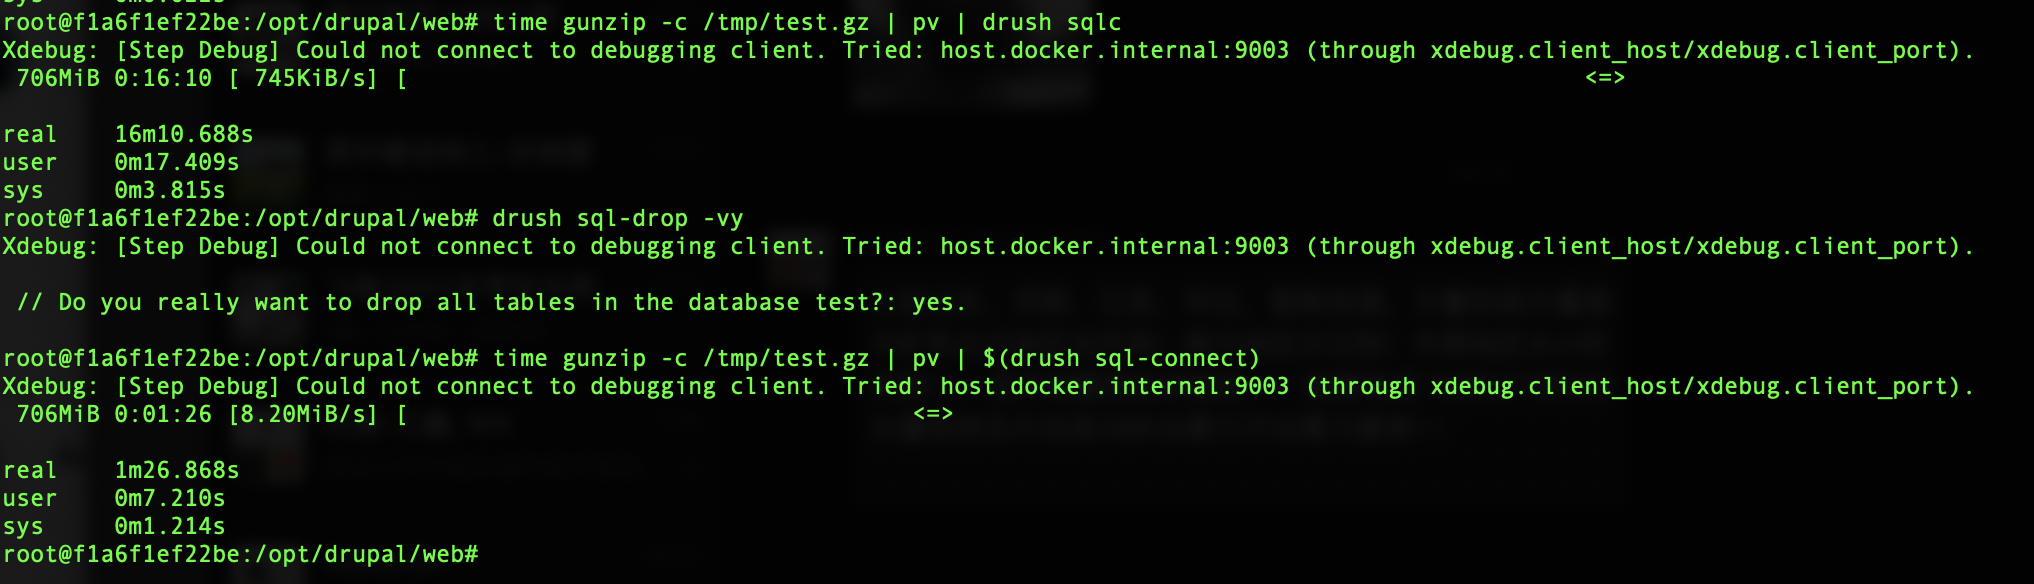 root@f1a6f1ef22be:/opt/drupal/web# time gunzip -c /tmp/test.gz | pv | drush sqlc
Xdebug: [Step Debug] Could not connect to debugging client. Tried: host.docker.internal:9003 (through xdebug.client_host/xdebug.client_port).
 706MiB 0:16:10 [ 745KiB/s] [                                                                                    <=>
real    16m10.688s
user    0m17.409s
sys     0m3.815s
root@f1a6f1ef22be:/opt/drupal/web# drush sql-drop -vy
Xdebug: [Step Debug] Could not connect to debugging client. Tried: host.docker.internal:9003 (through xdebug.client_host/xdebug.client_port).
 // Do you really want to drop all tables in the database test?: yes.
root@f1a6f1ef22be:/opt/drupal/web# time gunzip -c /tmp/test.gz | pv | $(drush sql-connect)
Xdebug: [Step Debug] Could not connect to debugging client. Tried: host.docker.internal:9003 (through xdebug.client_host/xdebug.client_port).
 706MiB 0:01:26 [8.20MiB/s] [                                    <=>
real    1m26.868s
user    0m7.210s
sys     0m1.214s
root@f1a6f1ef22be:/opt/drupal/web#